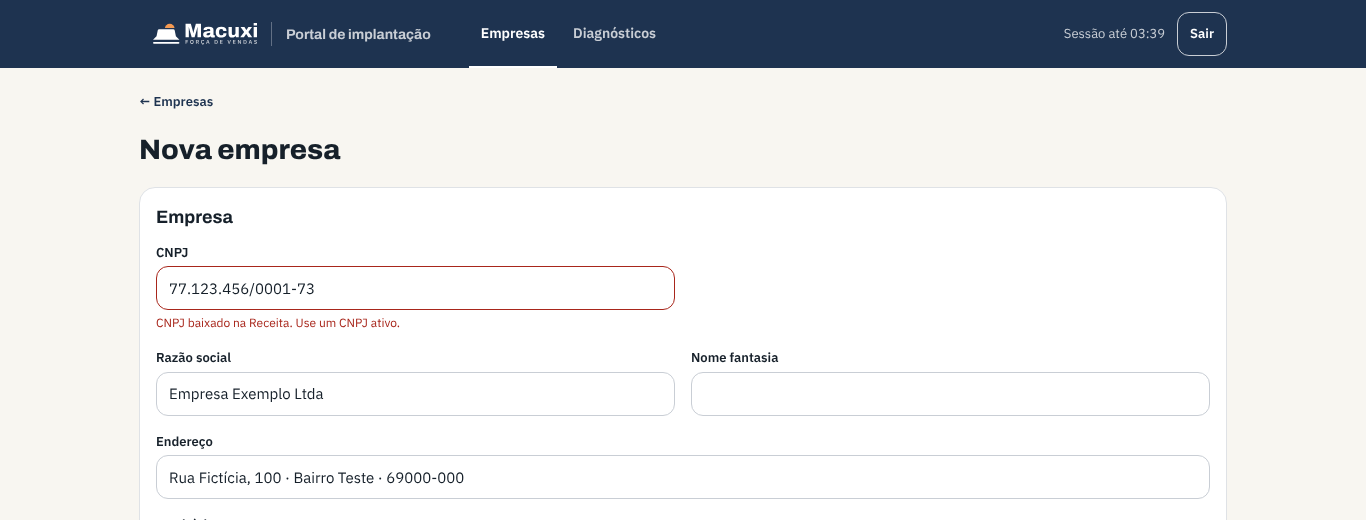 Macuxi
FORÇA DE VENDAS
Portal de implantação
Empresas
Diagnósticos
Sessão até 03:39
Sair
← Empresas
Nova empresa
Empresa
CNPJ
77.123.456/0001-73
CNPJ baixado na Receita. Use um CNPJ ativo.
Razão social
Nome fantasia
Empresa Exemplo Ltda
Endereço
Rua Fictícia, 100 · Bairro Teste · 69000-000